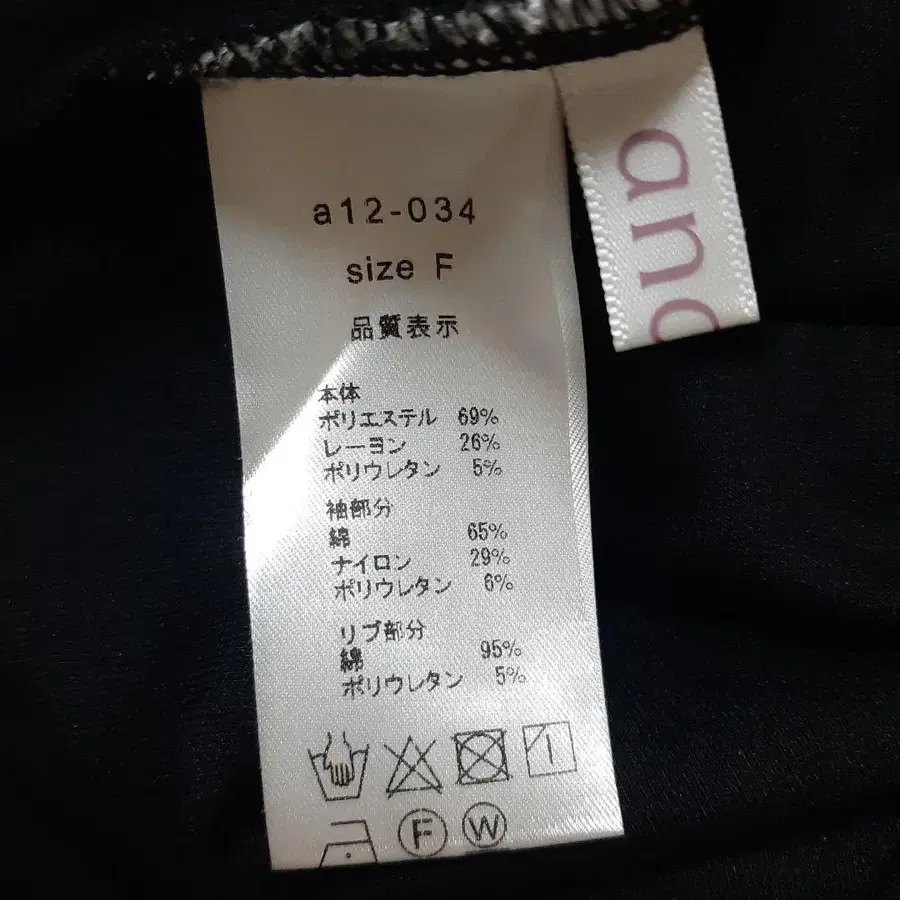 a12-034
size F
品質表示
本体
ポリエステル 69%
レーヨン 26%
ポリウレタン 5%
袖部分
綿 65%
ナイロン 29%
ポリウレタン 6%
リブ部分
綿 95%
ポリウレタン 5%
F W
an